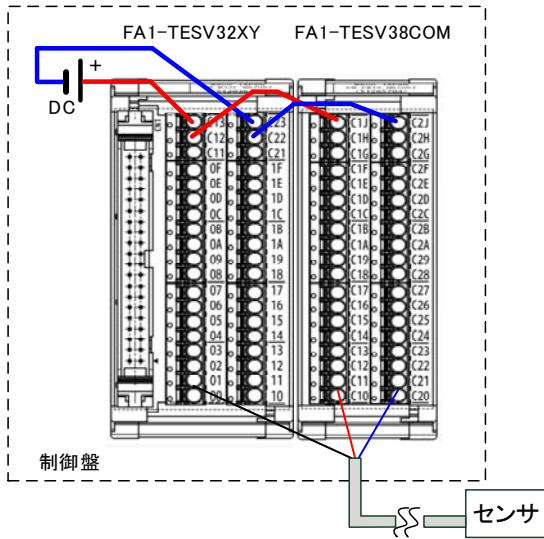 FA1-TESV32XY FA1-TESV38COM
+
DC
CN1
C13 C23 C1J C2J
C12 C22 C1H C2H
C11 C21 C1G C2G
0F 1F C1F C2F
0E 1E C1E C2E
0D 1D C1D C2D
0C 1C C1C C2C
0B 1B C1B C2B
0A 1A C1A C2A
09 19 C19 C29
08 18 C18 C28
07 17 C17 C27
06 16 C16 C26
05 15 C15 C25
04 14 C14 C24
03 13 C13 C23
02 12 C12 C22
01 11 C11 C21
00 10 C10 C20
制御盤
センサ